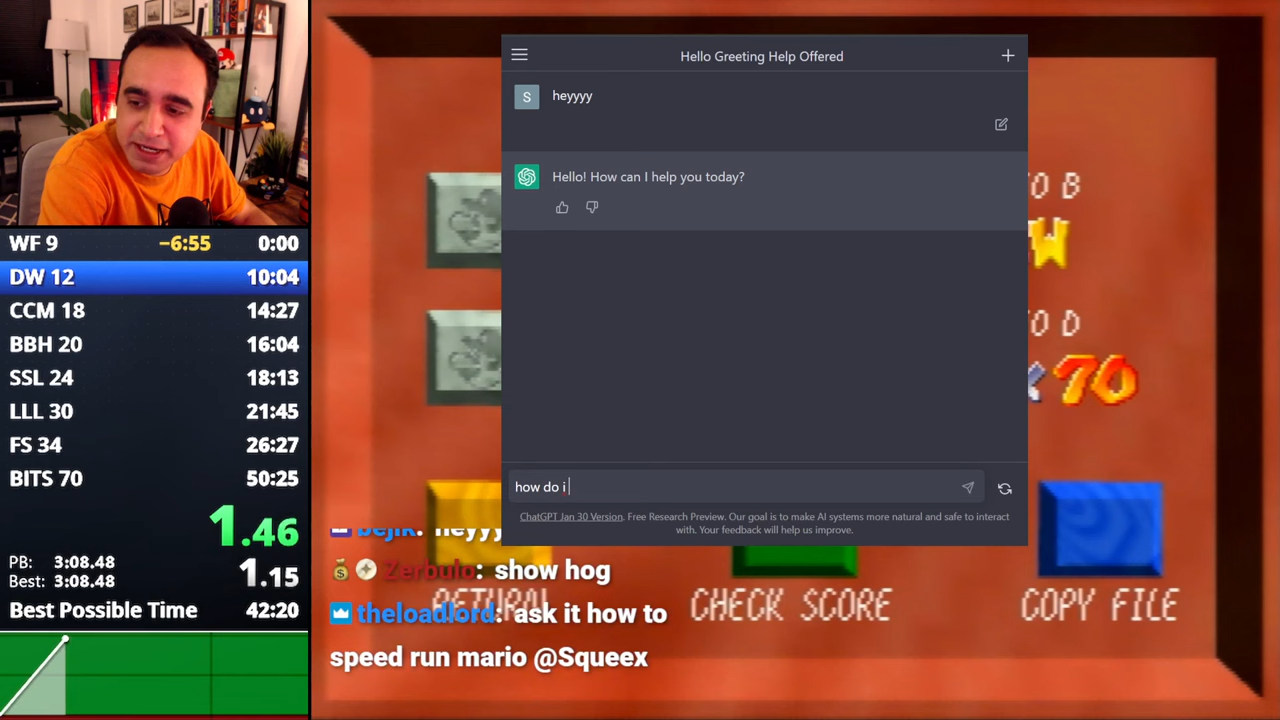 WF 9 −6:55 0:00
DW 12 10:04
CCM 18 14:27
BBH 20 16:04
SSL 24 18:13
LLL 30 21:45
FS 34 26:27
BITS 70 50:25
1.46
PB: 3:08.48
Best: 3:08.48
1.15
Best Possible Time 42:20
Hello Greeting Help Offered
S heyyyy
Hello! How can I help you today?
how do i
ChatGPT Jan 30 Version. Free Research Preview. Our goal is to make AI systems more natural and safe to interact
with. Your feedback will help us improve.
O B
O D
70
Zerbulo: show hog
theloadlord: ask it how to
speed run mario @Squeex
RETURN
CHECK SCORE
COPY FILE